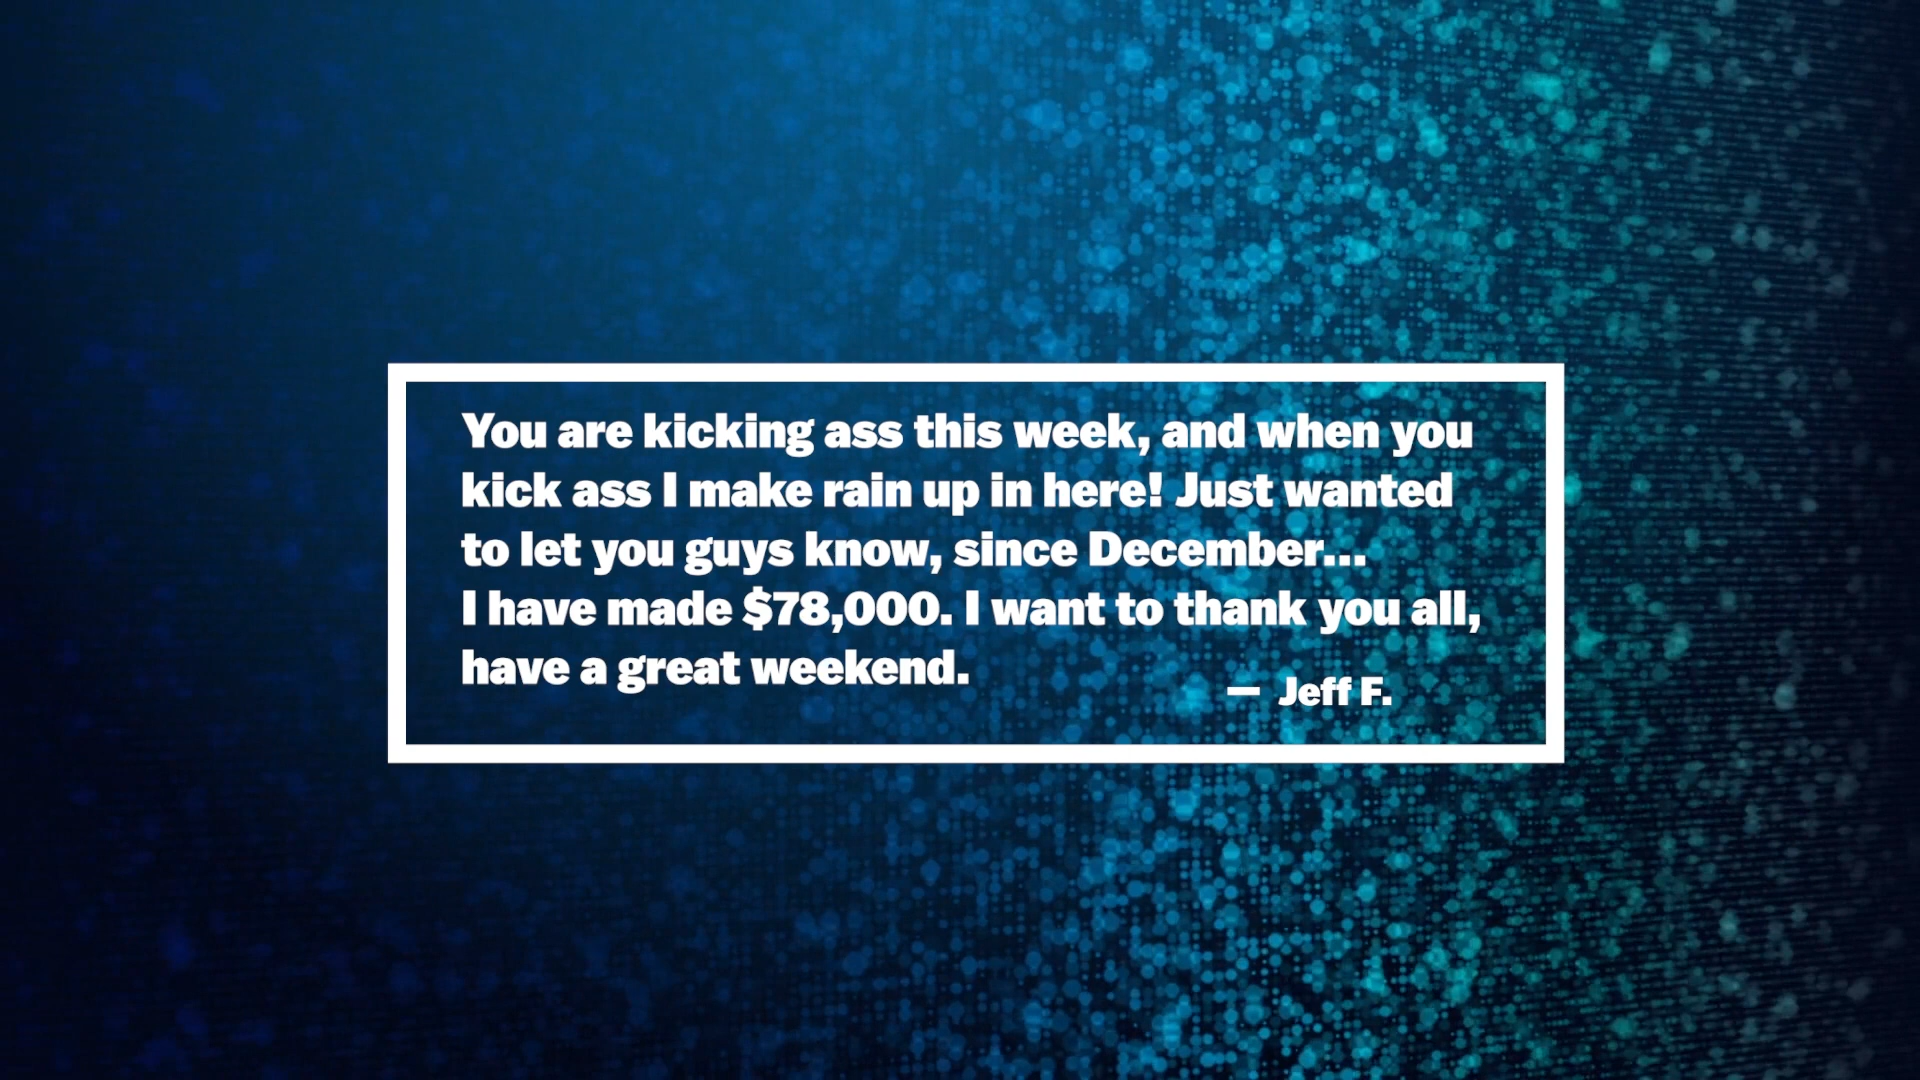 You are kicking ass this week, and when you
kick ass I make rain up in here! Just wanted
to let you guys know, since December...
I have made $78,000. I want to thank you all,
have a great weekend.
— Jeff F.